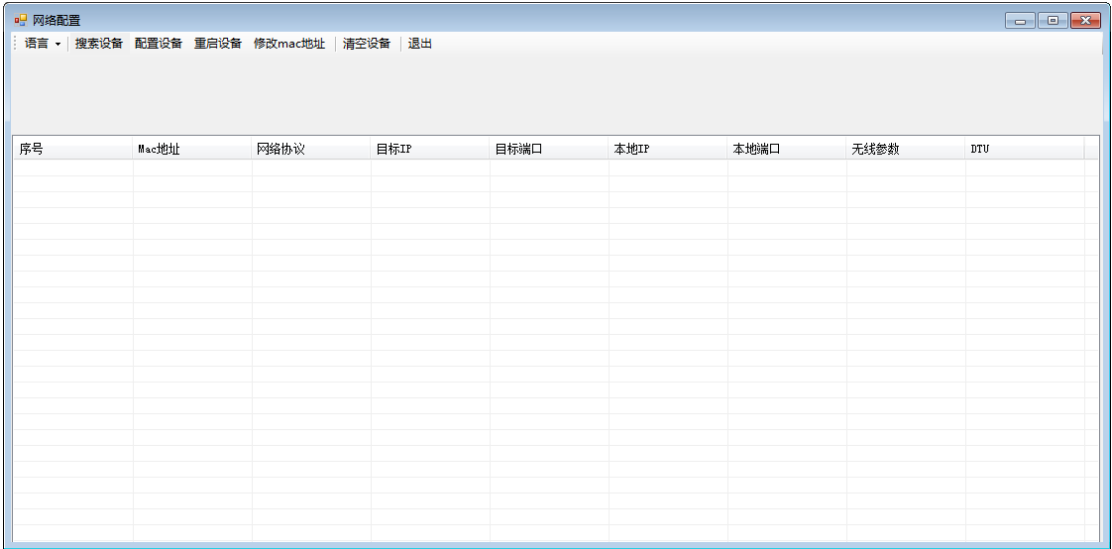 网络配置
语言 搜索设备 配置设备 重启设备 修改mac地址 清空设备 退出
序号 Mac地址 网络协议 目标IP 目标端口 本地IP 本地端口 无线参数 DTU